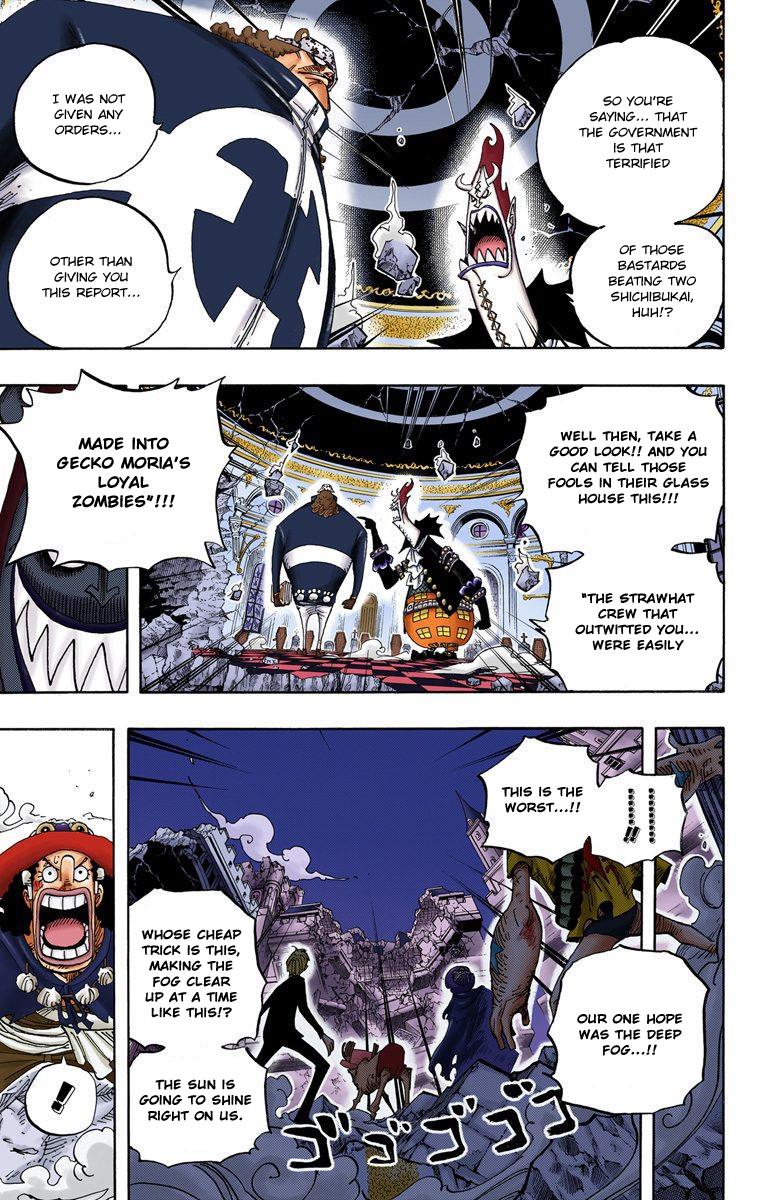 SO YOU'RE
SAYING... THAT
THE GOVERNMENT
IS THAT
TERRIFIED
OF THOSE
BASTARDS
BEATING TWO
SHICHIBUKAI,
HUH!?
I WAS NOT
GIVEN ANY
ORDERS...
OTHER THAN
GIVING YOU
THIS REPORT...
WELL THEN, TAKE A
GOOD LOOK!! AND YOU
CAN TELL THOSE
FOOLS IN THEIR GLASS
HOUSE THIS!!!
"THE STRAWHAT
CREW THAT
OUTWITTED YOU...
WERE EASILY
MADE INTO
GECKO MORIA'S
LOYAL
ZOMBIES"!!!
!!
THIS IS THE
WORST...!!
OUR ONE HOPE
WAS THE DEEP
FOG...!!
WHOSE CHEAP
TRICK IS THIS,
MAKING THE
FOG CLEAR
UP AT A TIME
LIKE THIS!?
THE SUN IS
GOING TO SHINE
RIGHT ON US.
ゴゴゴゴゴ
!